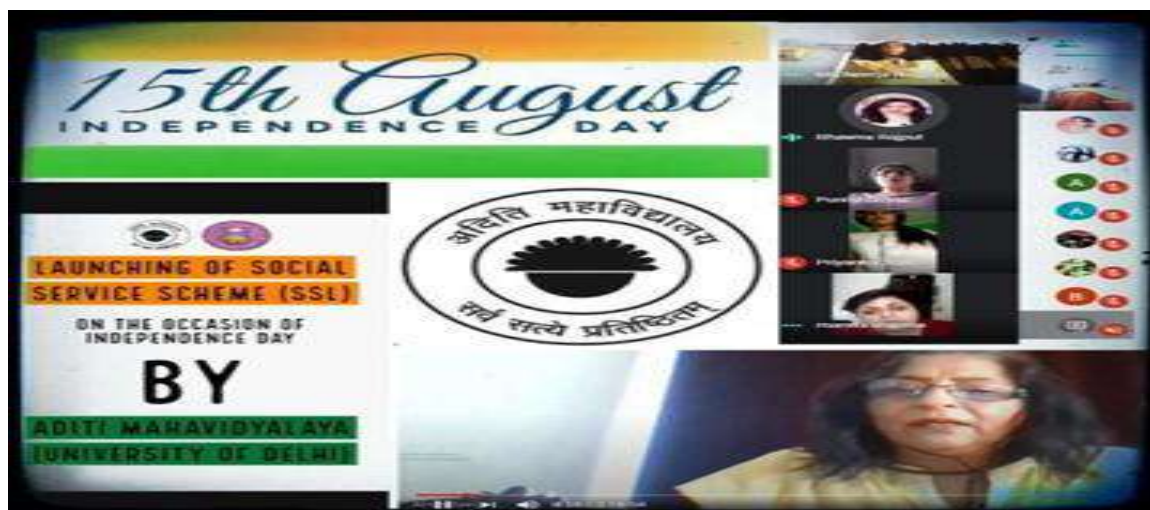 15th August
INDEPENDENCE DAY
LAUNCHING OF SOCIAL
SERVICE SCHEME (SSL)
ON THE OCCASION OF
INDEPENDENCE DAY
BY
ADITI MAHAVIDYALAYA
(UNIVERSITY OF DELHI)
अदिति महाविद्यालय
सर्वं सत्ये प्रतिष्ठितम्
A
A
B